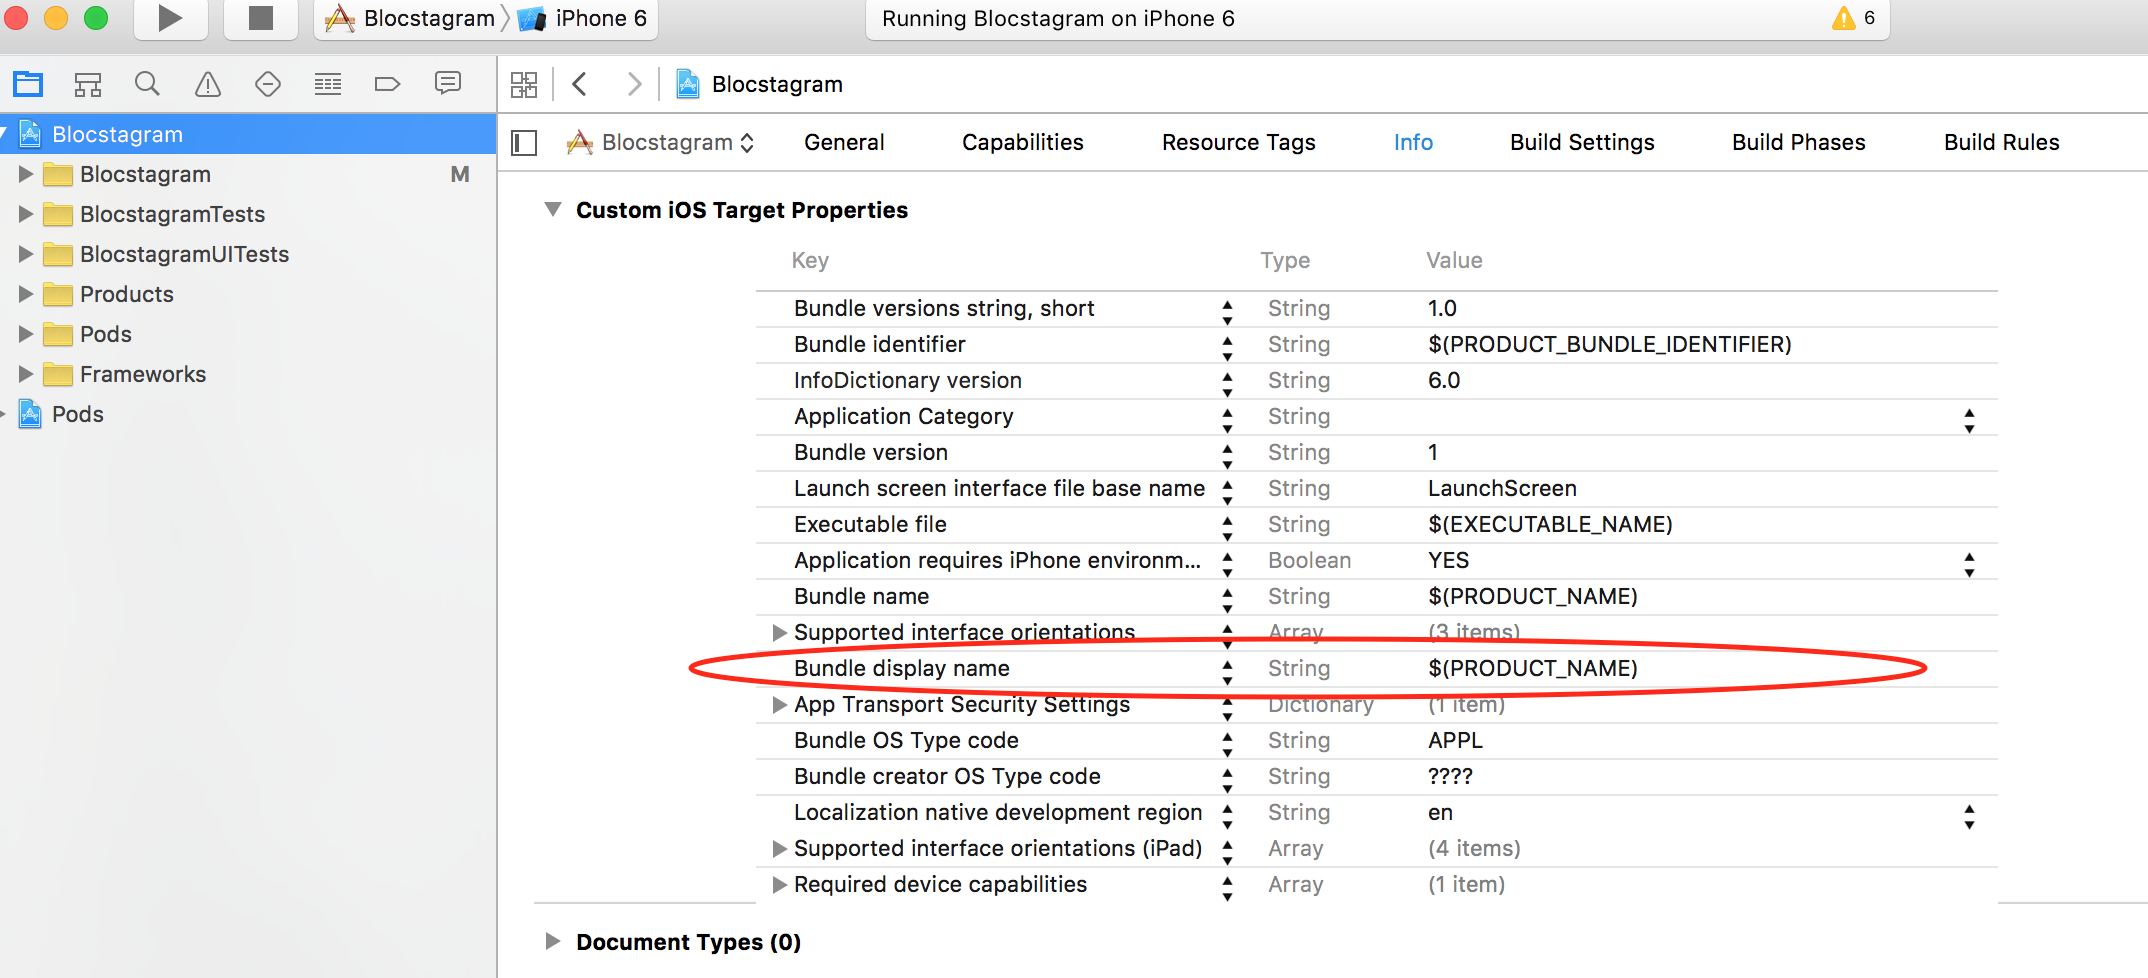 Blocstagram iPhone 6 Running Blocstagram on iPhone 6 6
Blocstagram
Blocstagram General Capabilities Resource Tags Info Build Settings Build Phases Build Rules
Blocstagram
Blocstagram M
BlocstagramTests
BlocstagramUITests
Products
Pods
Frameworks
Pods
Custom iOS Target Properties
Key Type Value
Bundle versions string, short String 1.0
Bundle identifier String $(PRODUCT_BUNDLE_IDENTIFIER)
InfoDictionary version String 6.0
Application Category String
Bundle version String 1
Launch screen interface file base name String LaunchScreen
Executable file String $(EXECUTABLE_NAME)
Application requires iPhone environm... Boolean YES
Bundle name String $(PRODUCT_NAME)
Supported interface orientations Array (3 items)
Bundle display name String $(PRODUCT_NAME)
App Transport Security Settings Dictionary (1 item)
Bundle OS Type code String APPL
Bundle creator OS Type code String ????
Localization native development region String en
Supported interface orientations (iPad) Array (4 items)
Required device capabilities Array (1 item)
Document Types (0)